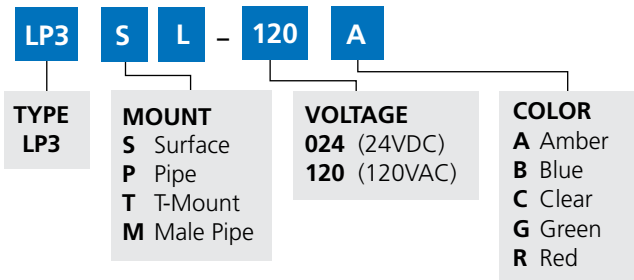 LP3 S L – 120 A
TYPE
LP3
MOUNT
S Surface
P Pipe
T T-Mount
M Male Pipe
VOLTAGE
024 (24VDC)
120 (120VAC)
COLOR
A Amber
B Blue
C Clear
G Green
R Red